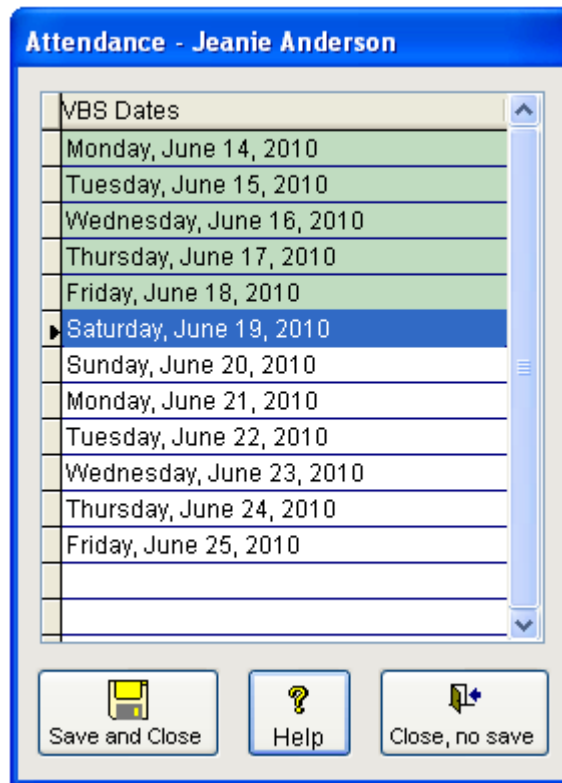 Attendance - Jeanie Anderson
VBS Dates
Monday, June 14, 2010
Tuesday, June 15, 2010
Wednesday, June 16, 2010
Thursday, June 17, 2010
Friday, June 18, 2010
Saturday, June 19, 2010
Sunday, June 20, 2010
Monday, June 21, 2010
Tuesday, June 22, 2010
Wednesday, June 23, 2010
Thursday, June 24, 2010
Friday, June 25, 2010
Save and Close
Help
Close, no save